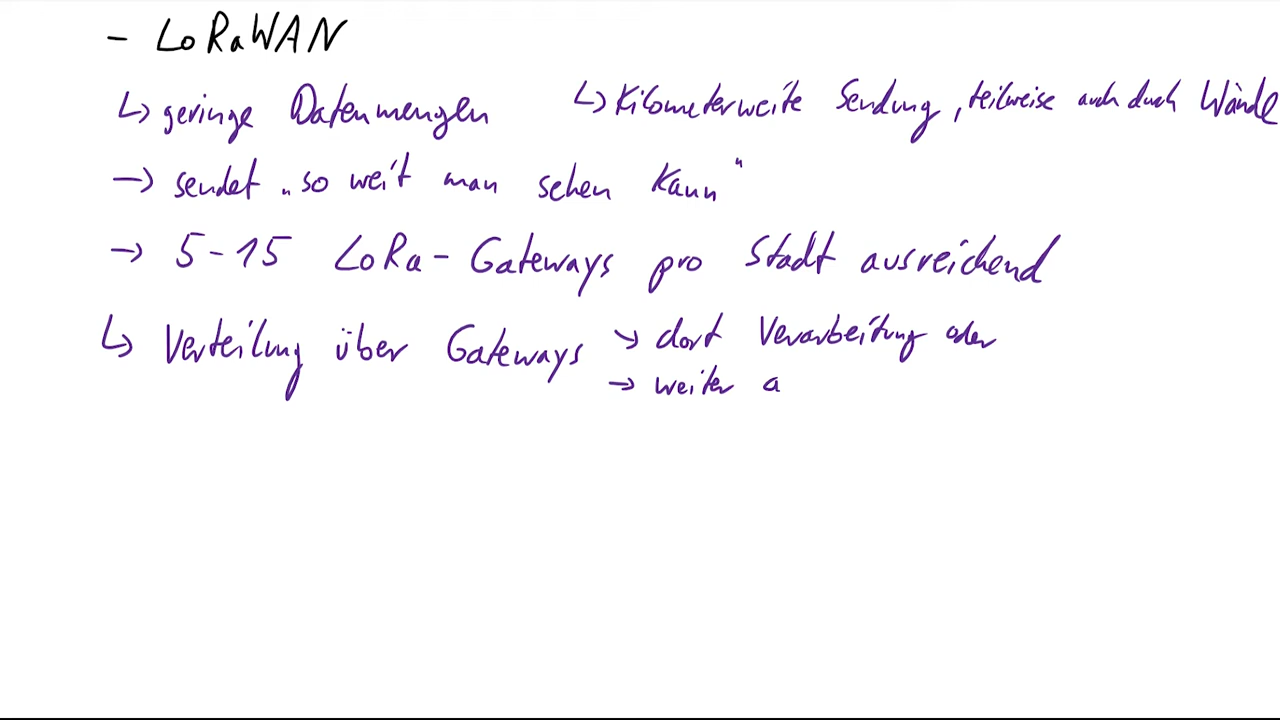 - LoRaWAN
↳ geringe Datenmengen ↳ Kilometerweite Sendung, teilweise auch durch Wände
→ sendet „so weit man sehen kann"
→ 5-15 LoRa-Gateways pro Stadt ausreichend
↳ Verteilung über Gateways ↘ dort Verarbeitung oder
→ weiter a